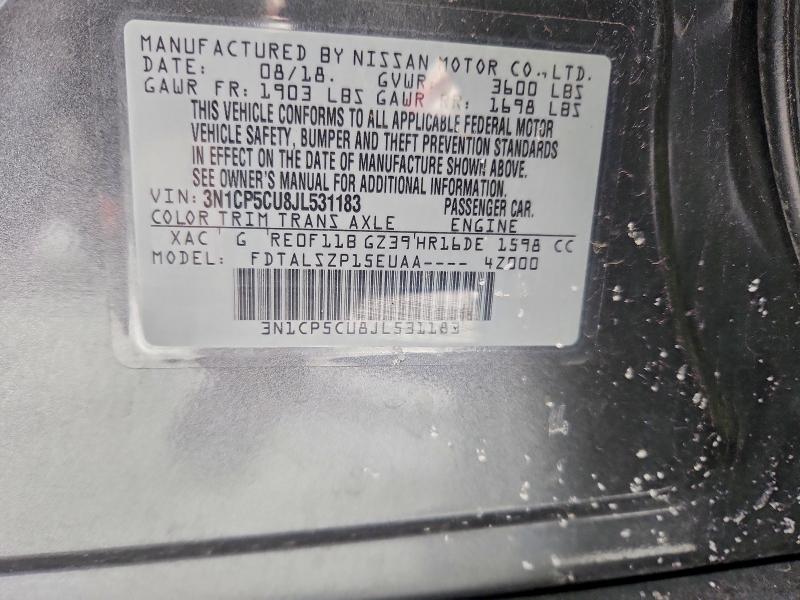 MANUFACTURED BY NISSAN MOTOR CO., LTD.
DATE: 08/18. GVWR: 3600 LBS
GAWR FR: 1903 LBS GAWR RR: 1698 LBS
THIS VEHICLE CONFORMS TO ALL APPLICABLE FEDERAL MOTOR
VEHICLE SAFETY, BUMPER AND THEFT PREVENTION STANDARDS
IN EFFECT ON THE DATE OF MANUFACTURE SHOWN ABOVE.
SEE OWNER'S MANUAL FOR ADDITIONAL INFORMATION.
VIN: 3N1CP5CU8JL531183 PASSENGER CAR.
COLOR TRIM TRANS AXLE ENGINE
XAC G RE0F11B GZ39 HR16DE 1598 CC
MODEL: FDTALSZP15EUAA---- 4Z000
3N1CP5CU8JL531183